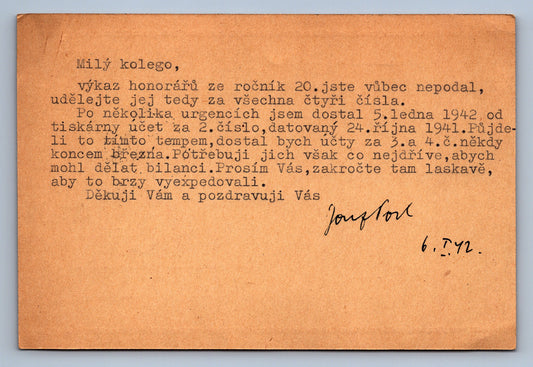 Milý kolego,
výkaz honorářů ze ročník 20.jste vůbec nepodal,
udělejte jej tedy za všechna čtyři čísla.
Po několika urgencích jsem dostal 5.ledna 1942 od
tiskárny účet za 2.číslo,datovaný 24.října 1941.Půjde-
li to tímto tempem,dostal bych účty za 3.a 4.č.někdy
koncem března.Potřebuji jich však co nejdříve,abych
mohl dělat bilanci.Prosím Vás,zakročte tam laskavě,
aby to brzy vyexpedovali.
Děkuji Vám a pozdravuji Vás
6. I. 42.